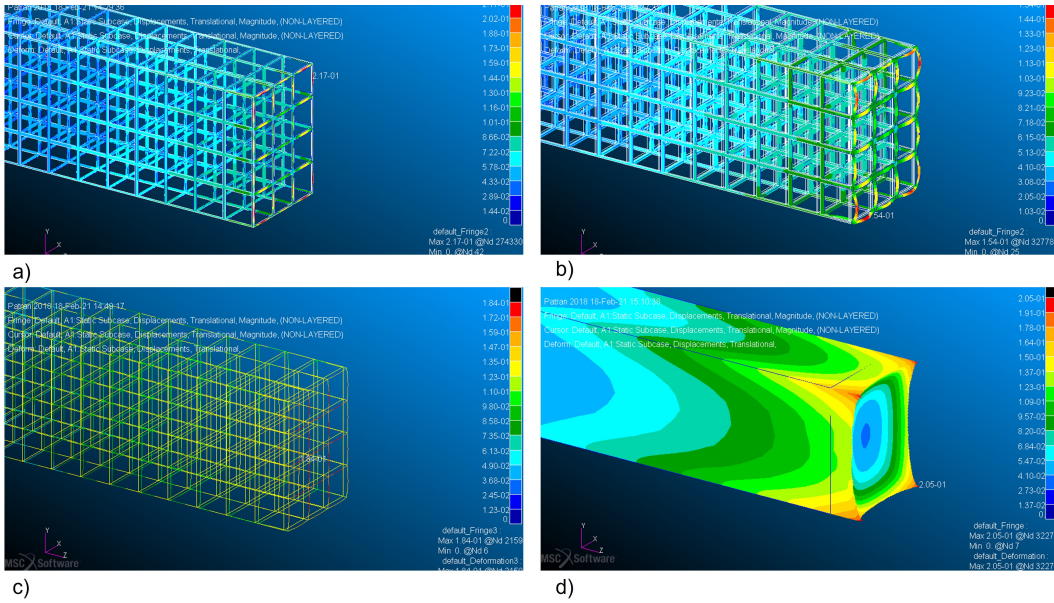 Fringe: Default, A1:Static Subcase, Displacements, Translational, Magnitude, (NON-LAYERED)
Cursor: Default, A1:Static Subcase, Displacements, Translational, Magnitude, (NON-LAYERED)
Deform: Default, A1:Static Subcase, Displacements, Translational,
2.17-01
2.02-01
1.88-01
1.73-01
1.59-01
1.44-01
1.30-01
1.16-01
1.01-01
8.66-02
7.22-02
5.78-02
4.33-02
2.89-02
1.44-02
0
Y
X
Z
default_Fringe2 :
Max 2.17-01 @Nd 274330
Min 0. @Nd 42
a)
1.44-01
1.33-01
1.23-01
1.13-01
1.03-01
9.23-02
8.21-02
7.18-02
6.15-02
5.13-02
4.10-02
3.08-02
2.05-02
1.03-02
0
Y
X
Z
default_Fringe2 :
Max 1.54-01 @Nd 32778
Min 0. @Nd 25
b)
Patran 2018 18-Feb-21 14:49:17
Fringe: Default, A1:Static Subcase, Displacements, Translational, Magnitude, (NON-LAYERED)
Cursor: Default, A1:Static Subcase, Displacements, Translational, Magnitude, (NON-LAYERED)
Deform: Default, A1:Static Subcase, Displacements, Translational,
1.84-01
1.72-01
1.59-01
1.47-01
1.35-01
1.23-01
1.10-01
9.80-02
8.58-02
7.35-02
6.13-02
4.90-02
3.68-02
2.45-02
1.23-02
0
Y
X
Z
MSC Software
default_Fringe3 :
Max 1.84-01 @Nd 2159
Min 0. @Nd 6
default_Deformation3 :
c)
Patran 2018 18-Feb-21 15:10:38
Fringe: Default, A1:Static Subcase, Displacements, Translational, Magnitude, (NON-LAYERED)
Cursor: Default, A1:Static Subcase, Displacements, Translational, Magnitude, (NON-LAYERED)
Deform: Default, A1:Static Subcase, Displacements, Translational,
2.05-01
2.05-01
1.91-01
1.78-01
1.64-01
1.50-01
1.37-01
1.23-01
1.09-01
9.57-02
8.20-02
6.84-02
5.47-02
4.10-02
2.73-02
1.37-02
0
Y
X
Z
MSC Software
default_Fringe :
Max 2.05-01 @Nd 3227
Min 0. @Nd 7
default_Deformation :
Max 2.05-01 @Nd 3227
d)